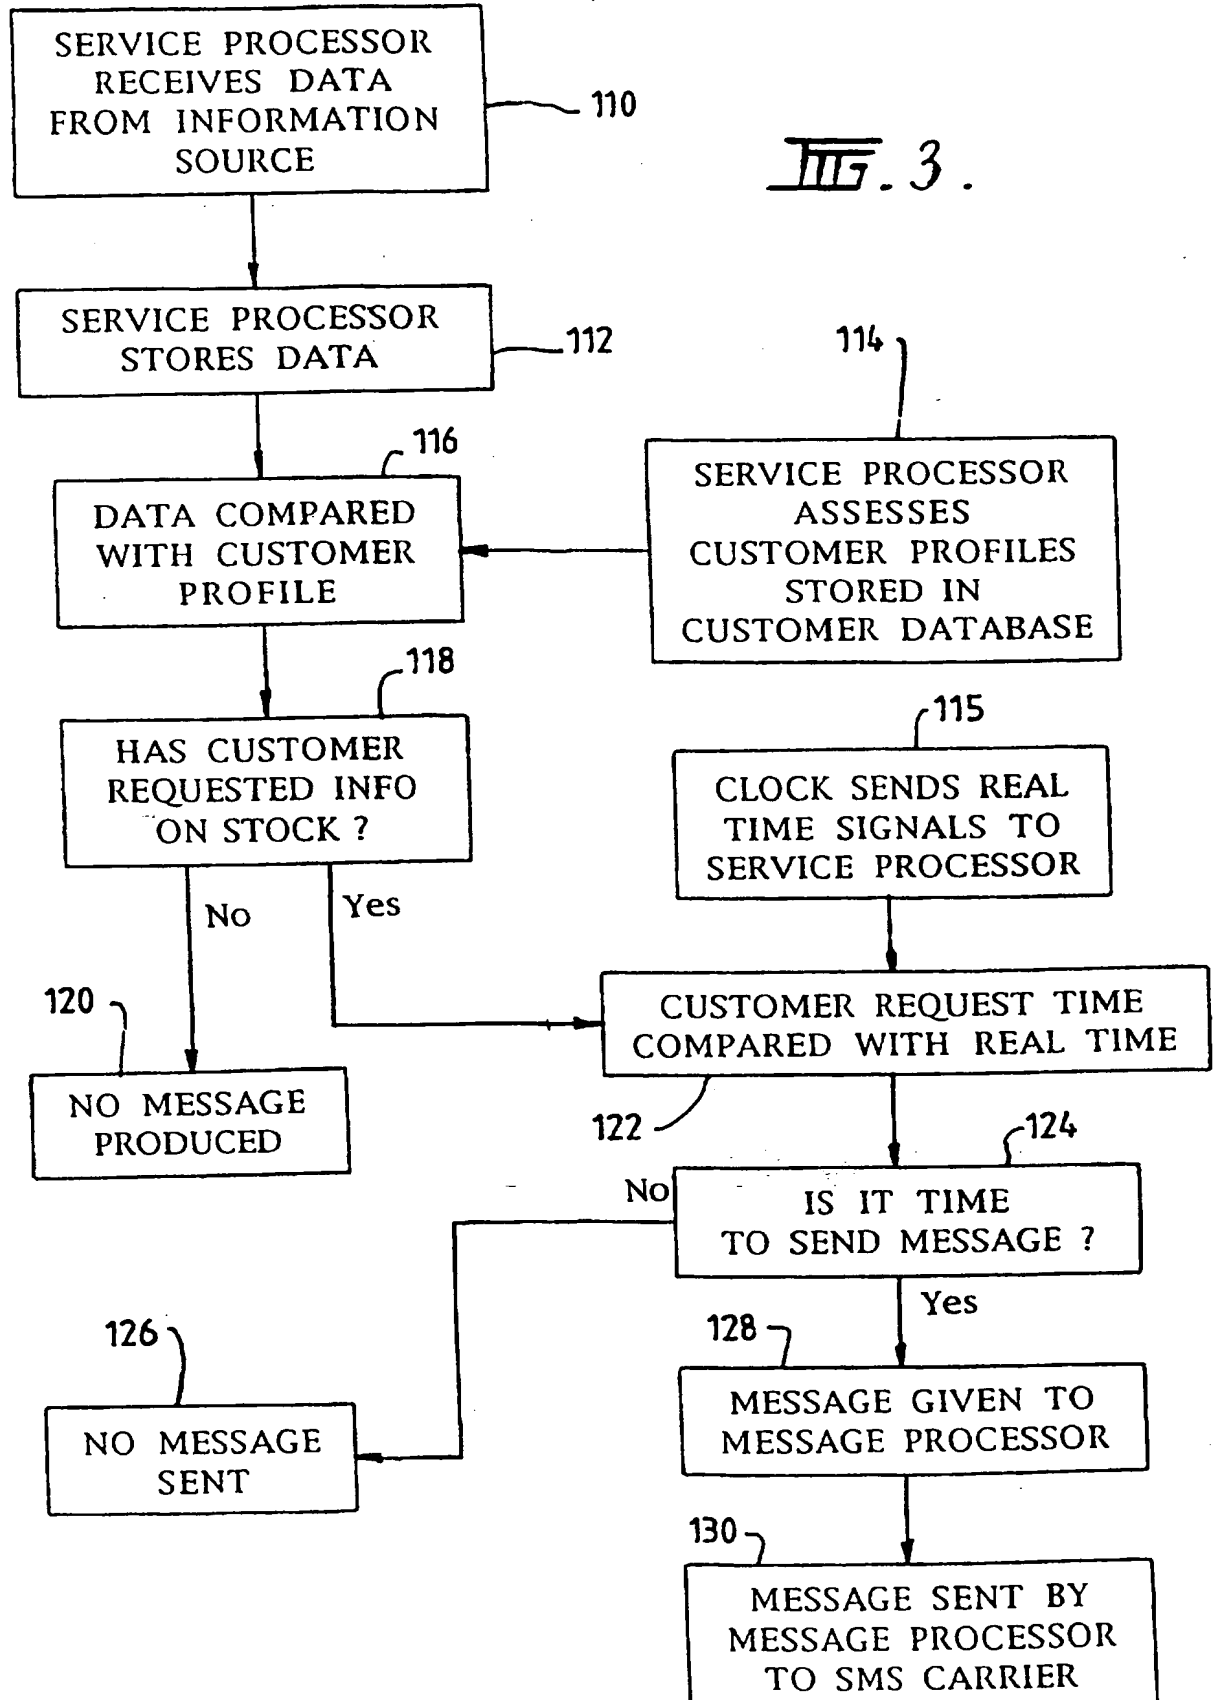 SERVICE PROCESSOR
RECEIVES DATA
FROM INFORMATION
SOURCE
110
FIG. 3.
SERVICE PROCESSOR
STORES DATA
112
114
116
DATA COMPARED
WITH CUSTOMER
PROFILE
SERVICE PROCESSOR
ASSESSES
CUSTOMER PROFILES
STORED IN
CUSTOMER DATABASE
118
HAS CUSTOMER
REQUESTED INFO
ON STOCK ?
115
CLOCK SENDS REAL
TIME SIGNALS TO
SERVICE PROCESSOR
No
Yes
120
NO MESSAGE
PRODUCED
CUSTOMER REQUEST TIME
COMPARED WITH REAL TIME
122
124
IS IT TIME
TO SEND MESSAGE ?
No
Yes
126
NO MESSAGE
SENT
128
MESSAGE GIVEN TO
MESSAGE PROCESSOR
130
MESSAGE SENT BY
MESSAGE PROCESSOR
TO SMS CARRIER